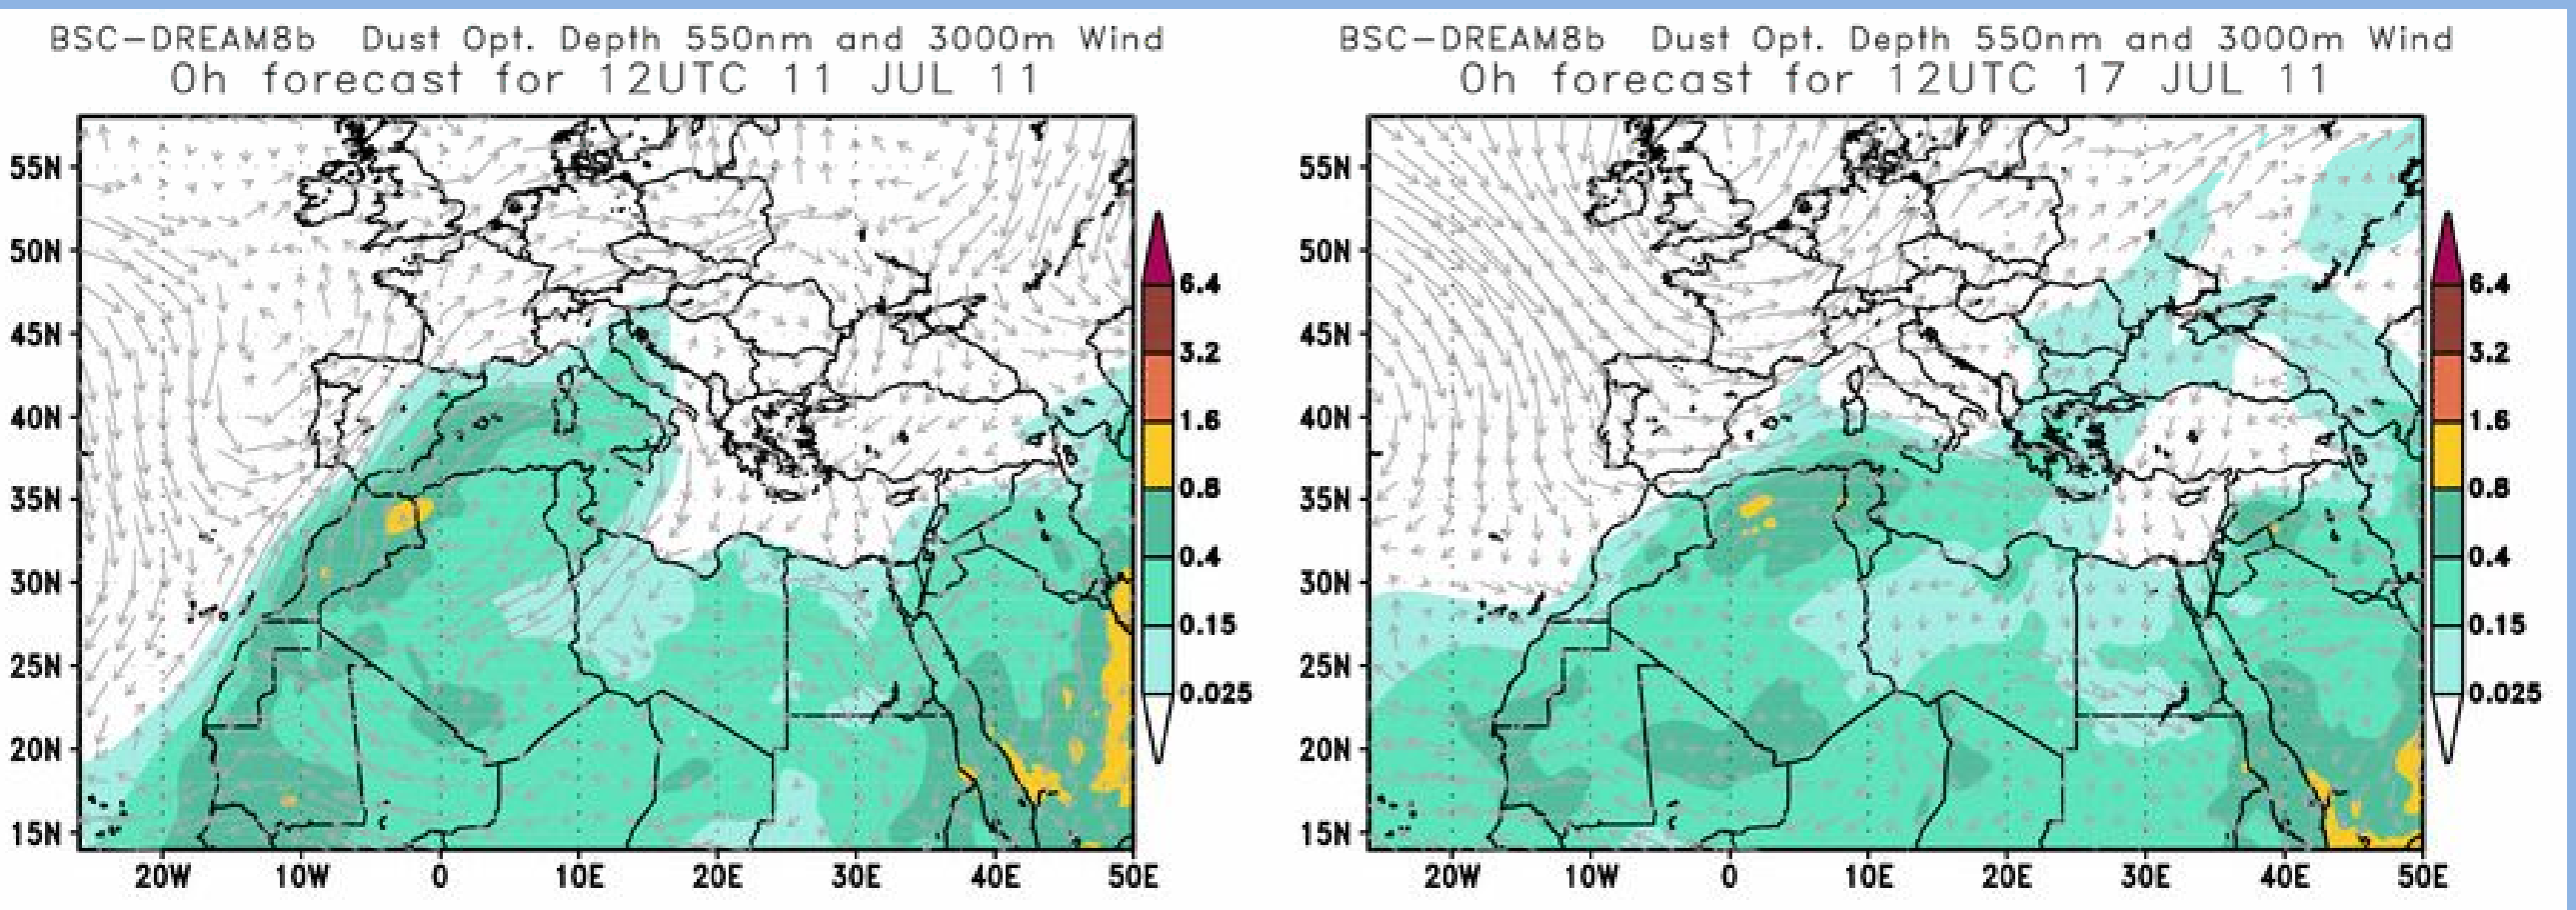 BSC-DREAM8b Dust Opt. Depth 550nm and 3000m Wind
0h forecast for 12UTC 11 JUL 11
55N
50N
45N
40N
35N
30N
25N
20N
15N
20W 10W 0 10E 20E 30E 40E 50E
6.4
3.2
1.6
0.8
0.4
0.15
0.025
BSC-DREAM8b Dust Opt. Depth 550nm and 3000m Wind
0h forecast for 12UTC 17 JUL 11
55N
50N
45N
40N
35N
30N
25N
20N
15N
20W 10W 0 10E 20E 30E 40E 50E
6.4
3.2
1.6
0.8
0.4
0.15
0.025